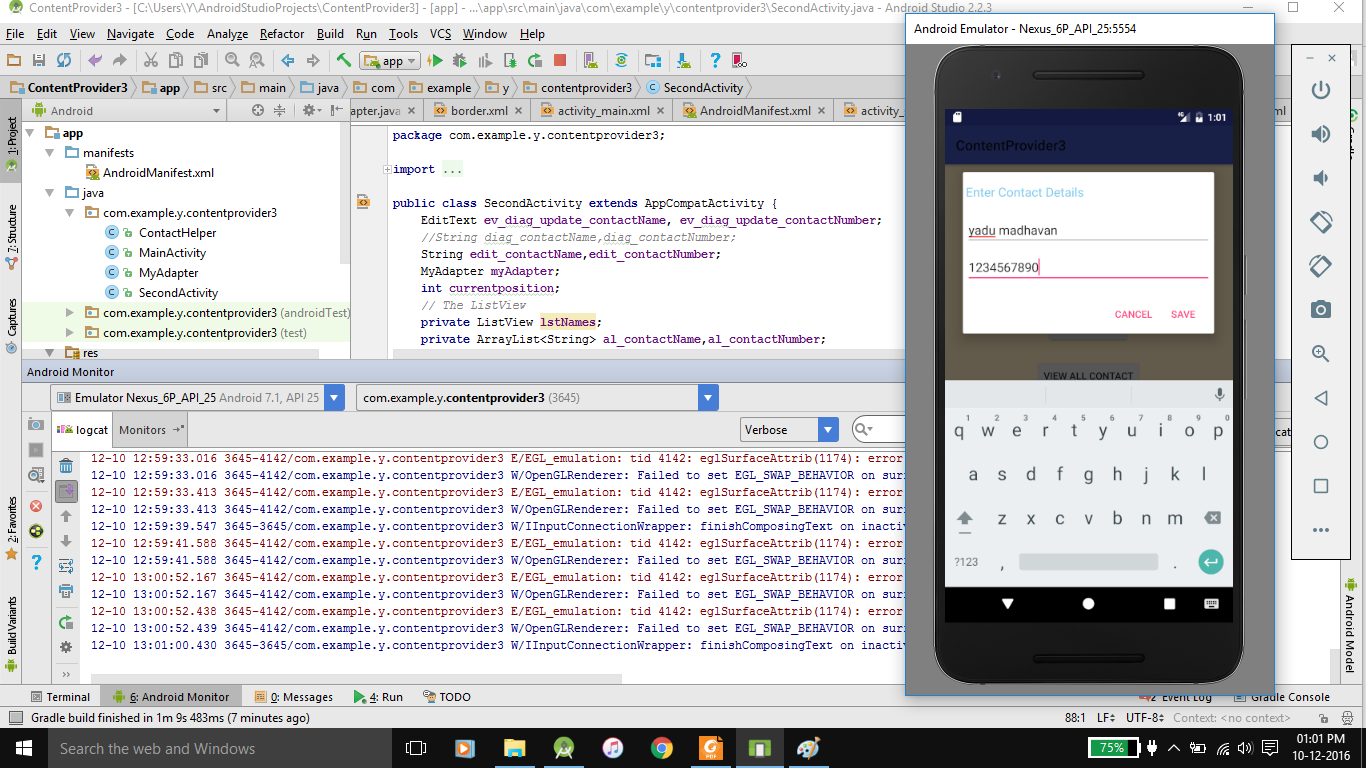 ContentProvider3 - [C:\Users\Y\AndroidStudioProjects\ContentProvider3] - [app] - ...\app\src\main\java\com\example\y\contentprovider3\SecondActivity.java - Android Studio 2.2.3
File Edit View Navigate Code Analyze Refactor Build Run Tools VCS Window Help
app
ContentProvider3 app src main java com example y contentprovider3 SecondActivity
Android
apter.java border.xml activity_main.xml AndroidManifest.xml activity_
ml
1: Project
7: Structure
Captures
2: Favorites
Build Variants
app
manifests
AndroidManifest.xml
java
com.example.y.contentprovider3
ContactHelper
MainActivity
MyAdapter
SecondActivity
com.example.y.contentprovider3 (androidTest)
com.example.y.contentprovider3 (test)
res
package com.example.y.contentprovider3;
import ...
public class SecondActivity extends AppCompatActivity {
EditText ev_diag_update_contactName, ev_diag_update_contactNumber;
//String diag_contactName,diag_contactNumber;
String edit_contactName,edit_contactNumber;
MyAdapter myAdapter;
int currentposition;
// The ListView
private ListView lstNames;
private ArrayList<String> al_contactName,al_contactNumber;
Android Monitor
Emulator Nexus_6P_API_25 Android 7.1, API 25
com.example.y.contentprovider3 (3645)
logcat Monitors
Verbose
cat
12-10 12:59:33.016 3645-4142/com.example.y.contentprovider3 E/EGL_emulation: tid 4142: eglSurfaceAttrib(1174): error
12-10 12:59:33.016 3645-4142/com.example.y.contentprovider3 W/OpenGLRenderer: Failed to set EGL_SWAP_BEHAVIOR on sur
12-10 12:59:33.413 3645-4142/com.example.y.contentprovider3 E/EGL_emulation: tid 4142: eglSurfaceAttrib(1174): error
12-10 12:59:33.413 3645-4142/com.example.y.contentprovider3 W/OpenGLRenderer: Failed to set EGL_SWAP_BEHAVIOR on sur
12-10 12:59:39.547 3645-3645/com.example.y.contentprovider3 W/IInputConnectionWrapper: finishComposingText on inacti
12-10 12:59:41.588 3645-4142/com.example.y.contentprovider3 E/EGL_emulation: tid 4142: eglSurfaceAttrib(1174): error
12-10 12:59:41.588 3645-4142/com.example.y.contentprovider3 W/OpenGLRenderer: Failed to set EGL_SWAP_BEHAVIOR on sur
12-10 13:00:52.167 3645-4142/com.example.y.contentprovider3 E/EGL_emulation: tid 4142: eglSurfaceAttrib(1174): error
12-10 13:00:52.167 3645-4142/com.example.y.contentprovider3 W/OpenGLRenderer: Failed to set EGL_SWAP_BEHAVIOR on sur
12-10 13:00:52.438 3645-4142/com.example.y.contentprovider3 E/EGL_emulation: tid 4142: eglSurfaceAttrib(1174): error
12-10 13:00:52.439 3645-4142/com.example.y.contentprovider3 W/OpenGLRenderer: Failed to set EGL_SWAP_BEHAVIOR on sur
12-10 13:01:00.430 3645-3645/com.example.y.contentprovider3 W/IInputConnectionWrapper: finishComposingText on inacti
Android Emulator - Nexus_6P_API_25:5554
1:01
ContentProvider3
Enter Contact Details
yadu madhavan
1234567890
CANCEL SAVE
VIEW ALL CONTACT
1 2 3 4 5 6 7 8 9 0
q w e r t y u i o p
a s d f g h j k l
z x c v b n m
?123 , .
Android Model
Terminal 6: Android Monitor 0: Messages 4: Run TODO
2 Event Log Gradle Console
Gradle build finished in 1m 9s 483ms (7 minutes ago)
88:1 LF UTF-8 Context: <no context>
Search the web and Windows
75%
01:01 PM
10-12-2016